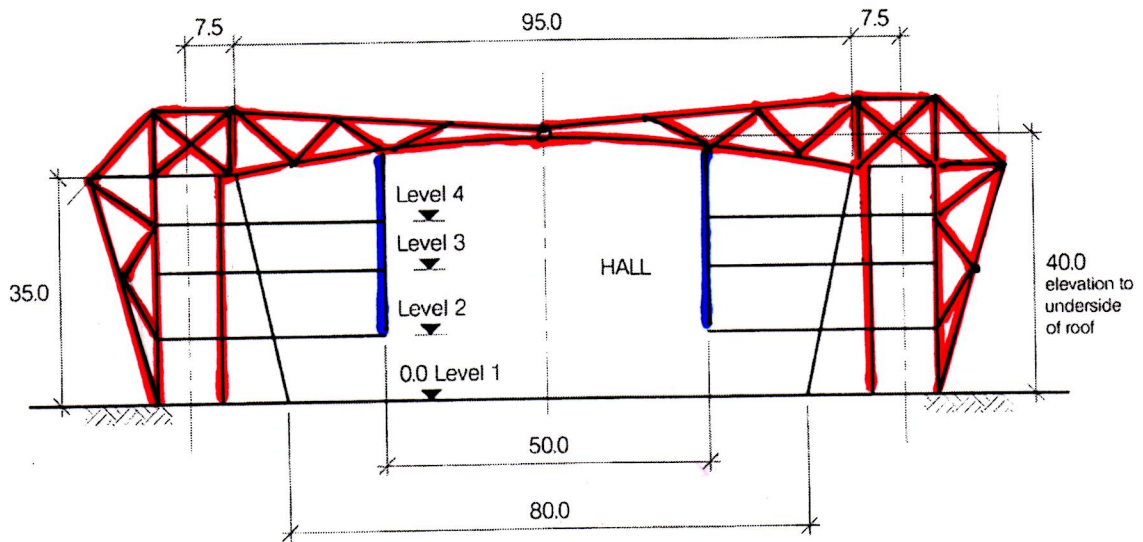 7.5
95.0
7.5
Level 4
Level 3
HALL
35.0
40.0
elevation to
underside
of roof
Level 2
0.0 Level 1
50.0
80.0